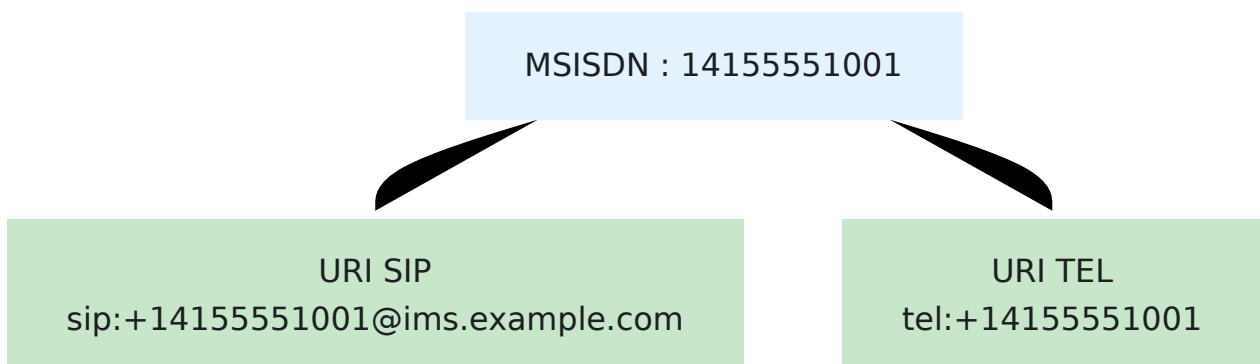 MSISDN : 14155551001
URI SIP
sip:+14155551001@ims.example.com
URI TEL
tel:+14155551001